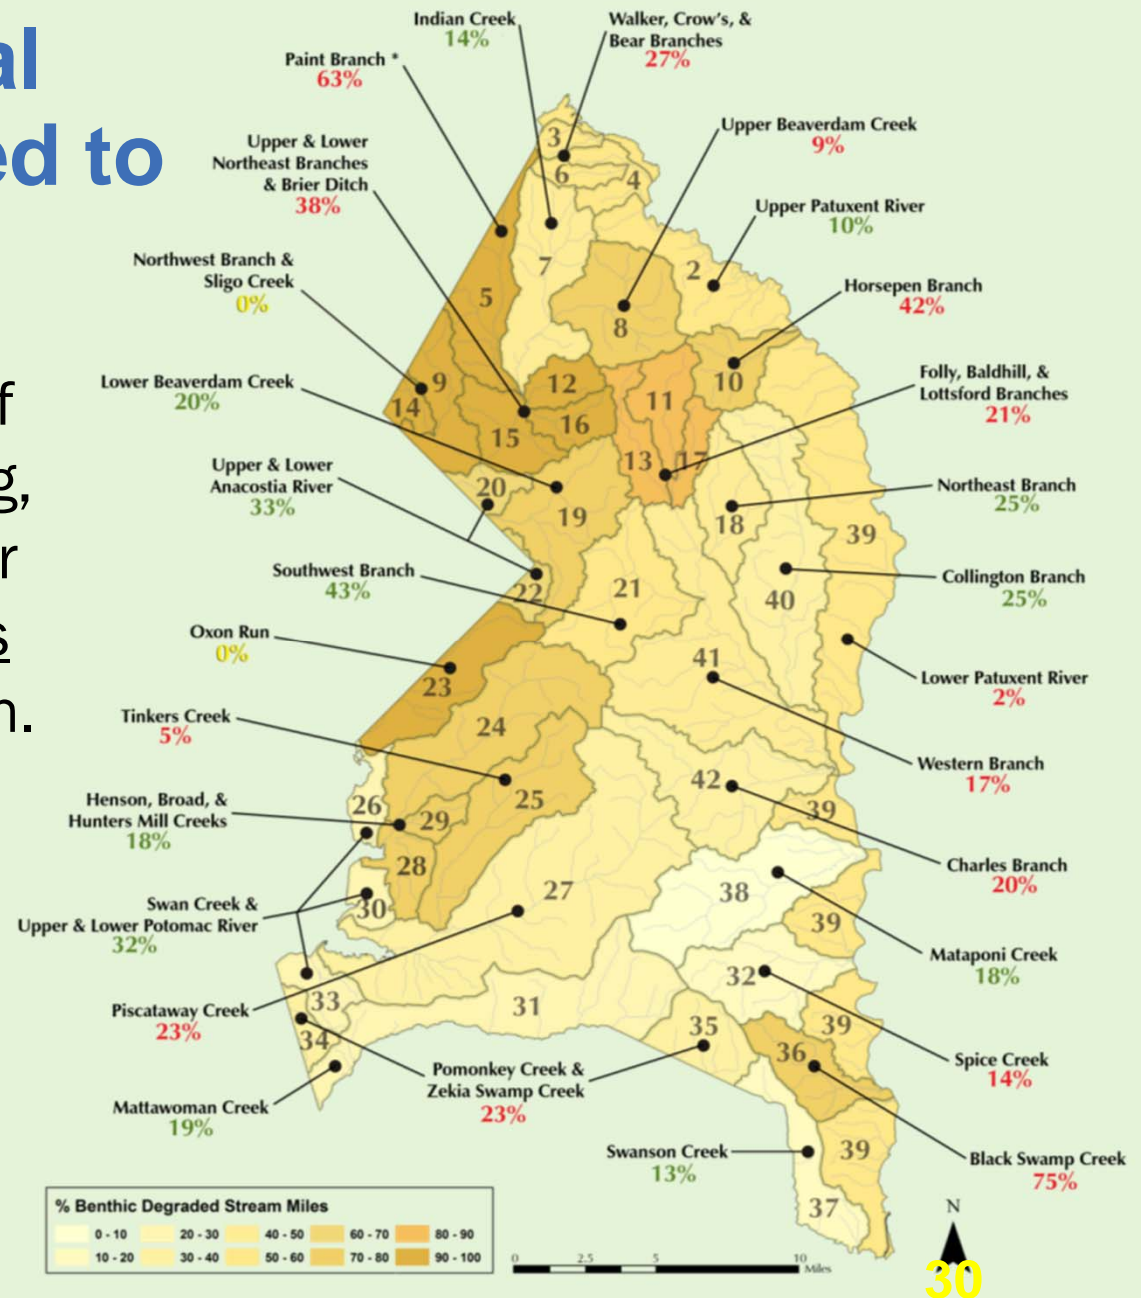 al
ed to
f
g,
r
s
n.
Indian Creek
14%
Walker, Crow's, &
Bear Branches
27%
Paint Branch *
63%
Upper & Lower
Northeast Branches
& Brier Ditch
38%
Upper Beaverdam Creek
9%
Upper Patuxent River
10%
Northwest Branch &
Sligo Creek
0%
Horsepen Branch
42%
Lower Beaverdam Creek
20%
Folly, Baldhill, &
Lottsford Branches
21%
Upper & Lower
Anacostia River
33%
Northeast Branch
25%
Southwest Branch
43%
Collington Branch
25%
Oxon Run
0%
Lower Patuxent River
2%
Tinkers Creek
5%
Western Branch
17%
Henson, Broad, &
Hunters Mill Creeks
18%
Charles Branch
20%
Swan Creek &
Upper & Lower Potomac River
32%
Mataponi Creek
18%
Piscataway Creek
23%
Spice Creek
14%
Pomonkey Creek &
Zekia Swamp Creek
23%
Mattawoman Creek
19%
Swanson Creek
13%
Black Swamp Creek
75%
3
6
4
7
2
5
8
9
12
10
14
11
16
15
13
17
20
19
18
39
22
21
40
41
23
24
42
25
26
39
29
28
27
38
30
39
32
33
31
35
39
34
36
39
37
% Benthic Degraded Stream Miles
0 - 10
20 - 30
40 - 50
60 - 70
80 - 90
10 - 20
30 - 40
50 - 60
70 - 80
90 - 100
0
2.5
5
10
Miles
N
30